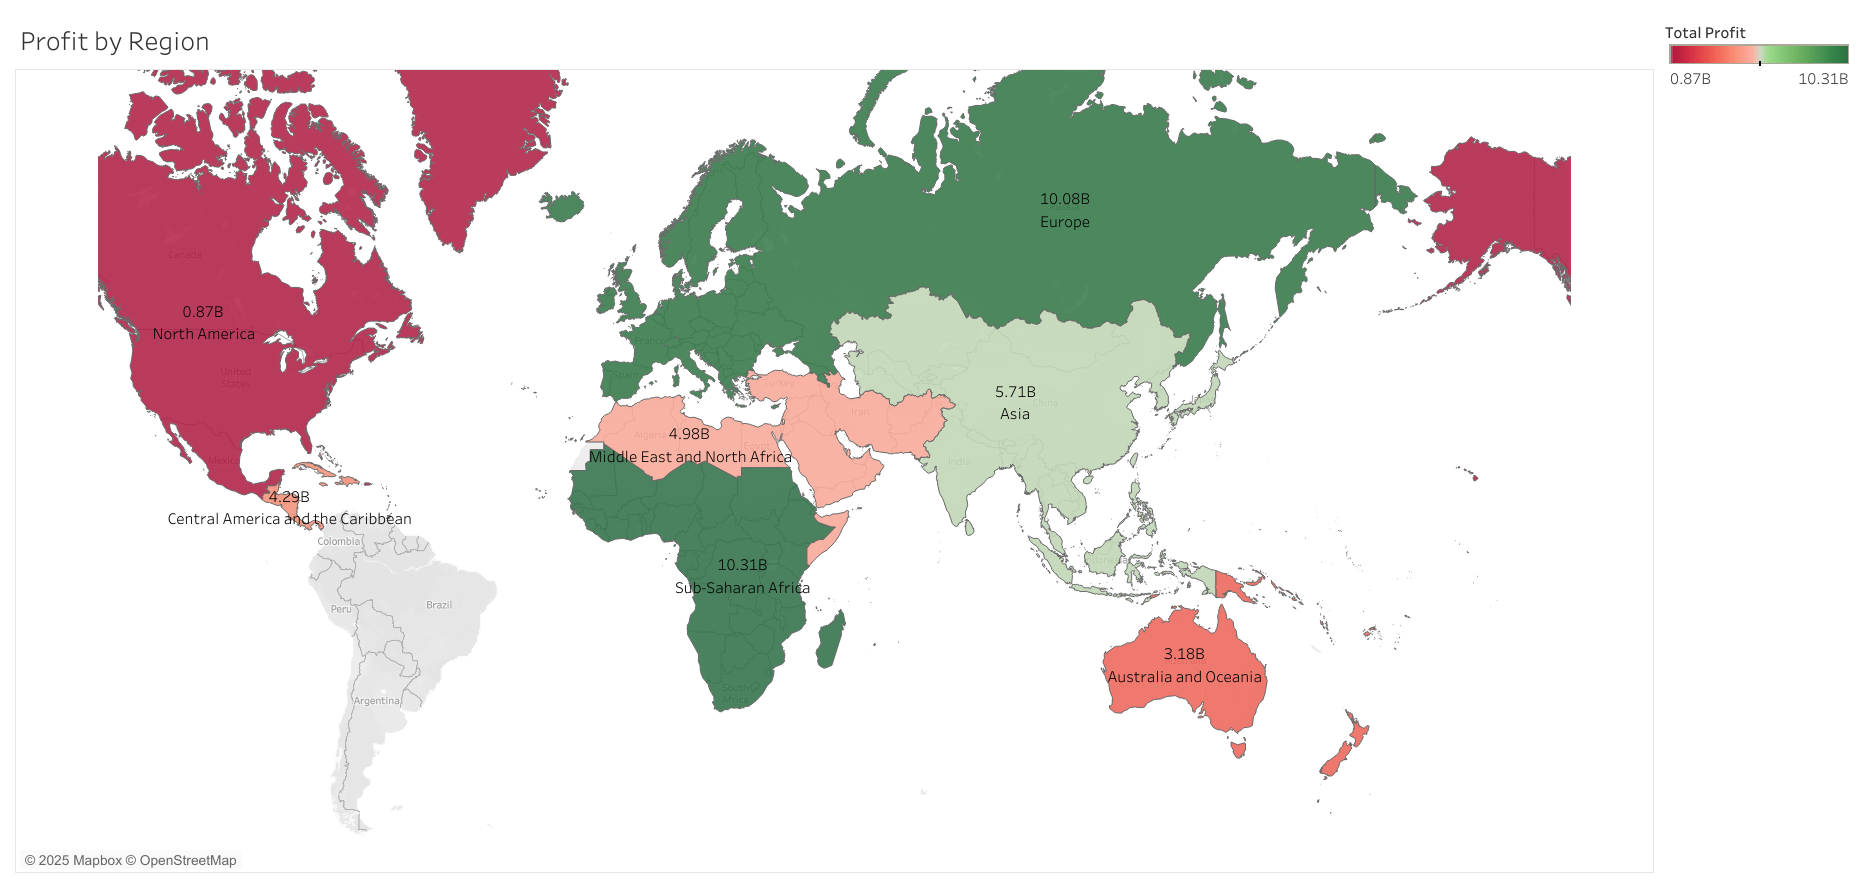 Profit by Region
Total Profit
0.87B 10.31B
10.08B
Europe
Canada
0.87B
North America
United
States
Mexico
France
Spain
Turkey
Iran
5.71B
Asia
China
India
Algeria
4.98B
Egypt
Middle East and North Africa
4.29B
Central America and the Caribbean
Colombia
10.31B
Sub-Saharan Africa
Brazil
Peru
3.18B
Australia and Oceania
South
Africa
Argentina
© 2025 Mapbox © OpenStreetMap